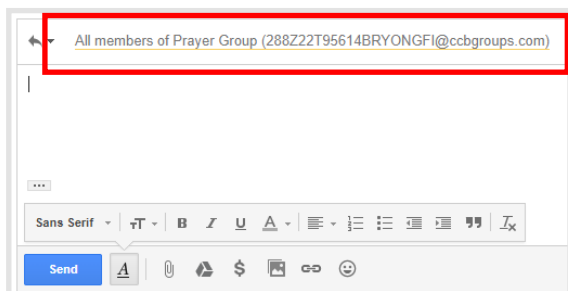 All members of Prayer Group (288Z22T95614BRYONGFI@ccbgroups.com)
Sans Serif
B I U A
Send A $